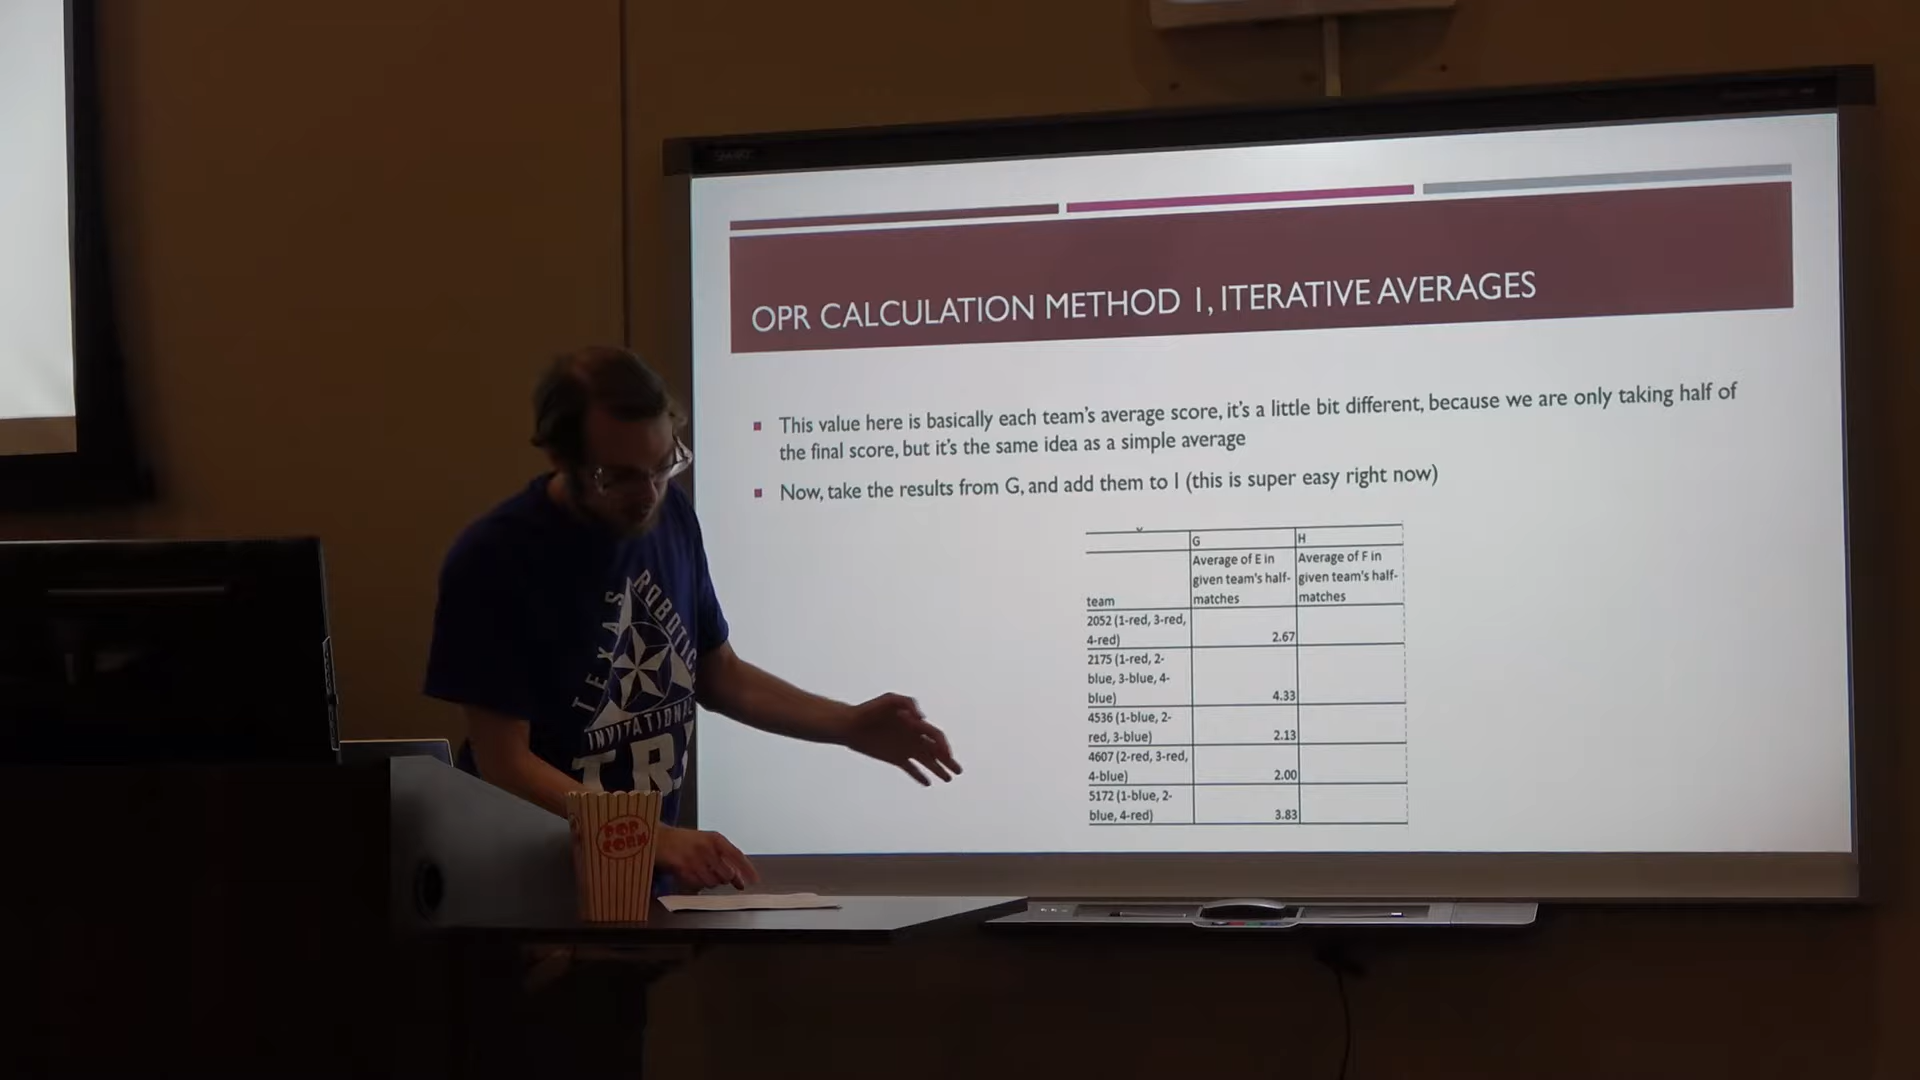 SMART
OPR CALCULATION METHOD 1, ITERATIVE AVERAGES
This value here is basically each team's average score, it's a little bit different, because we are only taking half of
the final score, but it's the same idea as a simple average
Now, take the results from G, and add them to I (this is super easy right now)
G H
Average of E in Average of F in
given team's half- given team's half-
team matches matches
2052 (1-red, 3-red,
4-red) 2.67
2175 (1-red, 2-
blue, 3-blue, 4-
blue) 4.33
4536 (1-blue, 2-
red, 3-blue) 2.13
4607 (2-red, 3-red,
4-blue) 2.00
5172 (1-blue, 2-
blue, 4-red) 3.83
TEXAS ROBOTIC
INVITATIONAL
POP
CORN